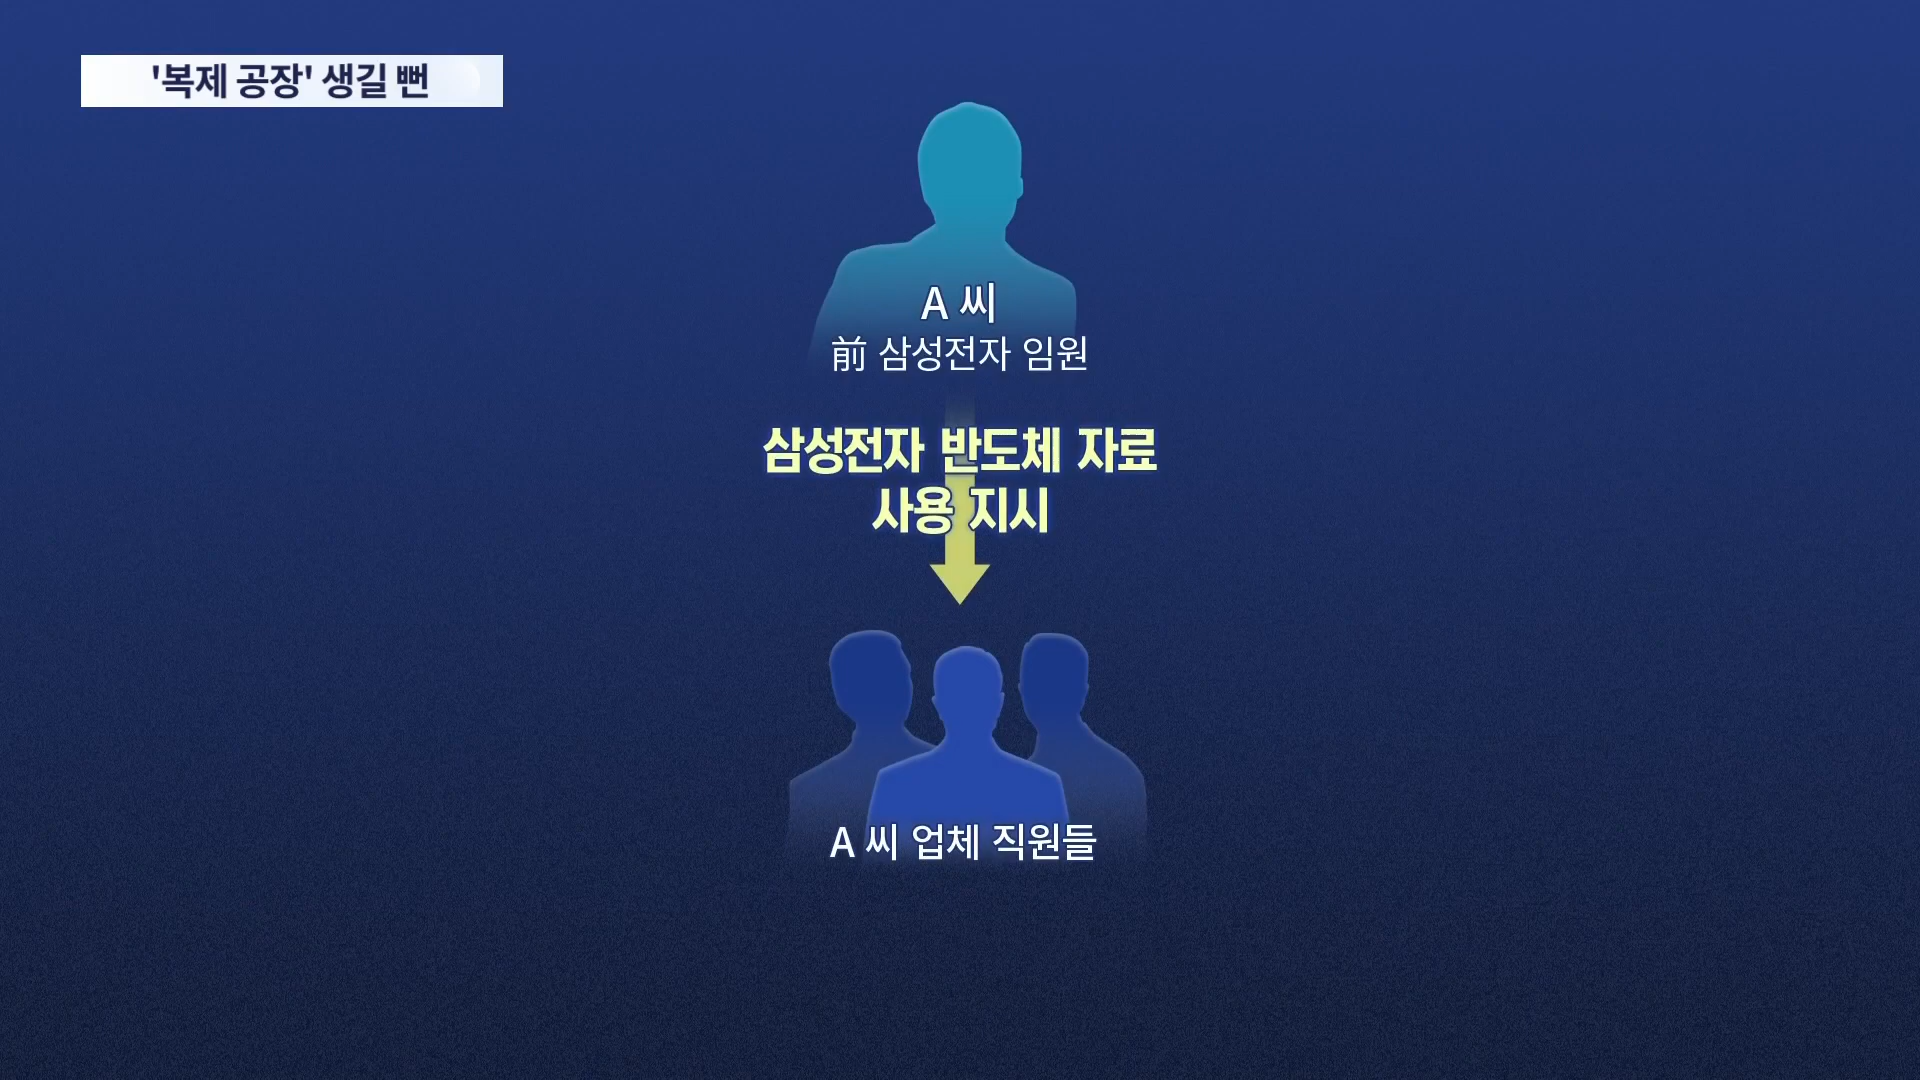 '복제 공장' 생길 뻔
A 씨
前 삼성전자 임원
삼성전자 반도체 자료
사용 지시
A 씨 업체 직원들